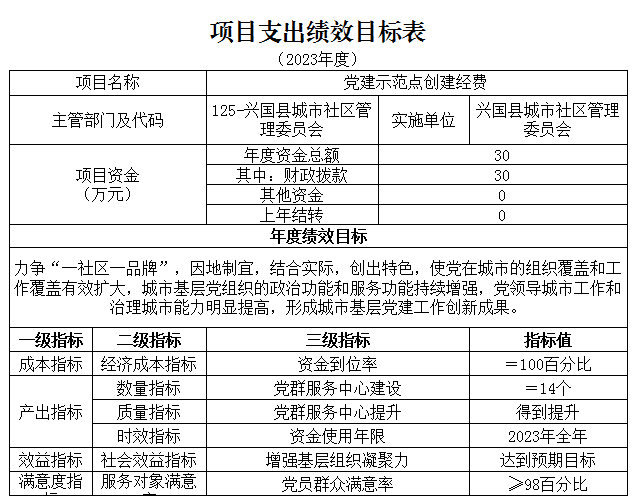 项目支出绩效目标表
（2023年度）
项目名称 党建示范点创建经费
主管部门及代码 125-兴国县城市社区管理委员会 实施单位 兴国县城市社区管理委员会
项目资金（万元） 年度资金总额 30
其中：财政拨款 30
其他资金 0
上年结转 0
年度绩效目标
力争“一社区一品牌”，因地制宜，结合实际，创出特色，使党在城市的组织覆盖和工
作覆盖有效扩大，城市基层党组织的政治功能和服务功能持续增强，党领导城市工作和
治理城市能力明显提高，形成城市基层党建工作创新成果。
一级指标 二级指标 三级指标 指标值
成本指标 经济成本指标 资金到位率 ＝100百分比
产出指标 数量指标 党群服务中心建设 ＝14个
质量指标 党群服务中心提升 得到提升
时效指标 资金使用年限 2023年全年
效益指标 社会效益指标 增强基层组织凝聚力 达到预期目标
满意度指 服务对象满意 党员群众满意率 ≥98百分比